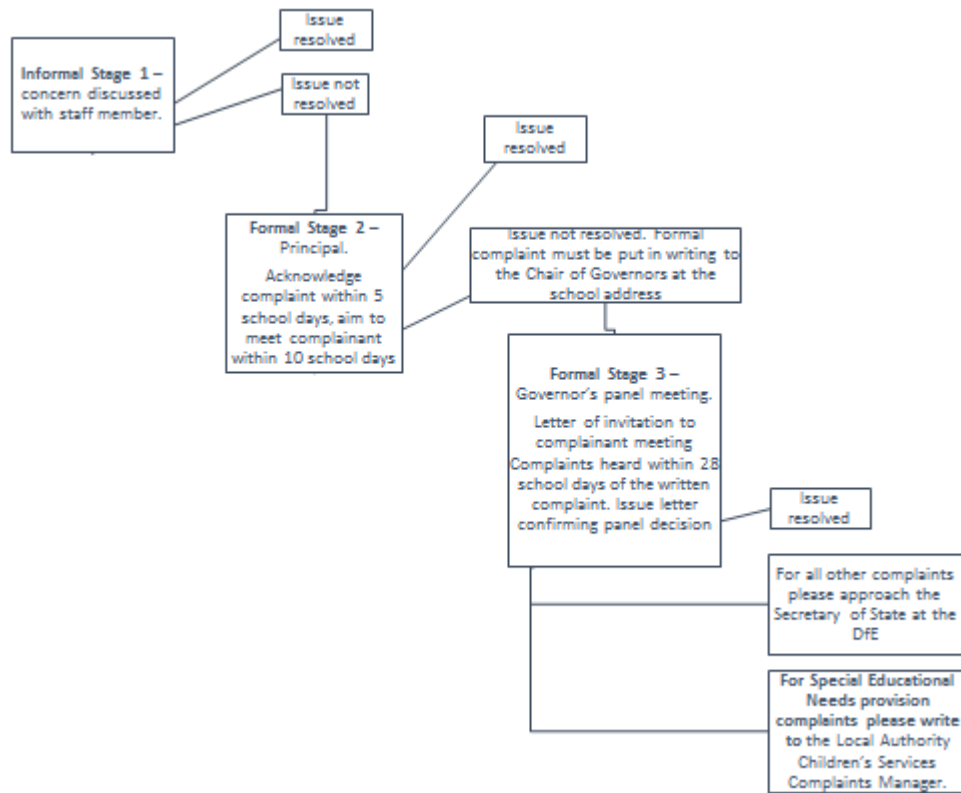 Issue
resolved
Informal Stage 1 –
concern discussed
with staff member.
Issue not
resolved
Issue
resolved
Formal Stage 2 –
Principal.
Acknowledge
complaint within 5
school days, aim to
meet complainant
within 10 school days
Issue not resolved. Formal
complaint must be put in writing to
the Chair of Governors at the
school address
Formal Stage 3 –
Governor's panel meeting.
Letter of invitation to
complainant meeting
Complaints heard within 28
school days of the written
complaint. Issue letter
confirming panel decision
Issue
resolved
For all other complaints
please approach the
Secretary of State at the
DfE
For Special Educational
Needs provision
complaints please write
to the Local Authority
Children's Services
Complaints Manager.